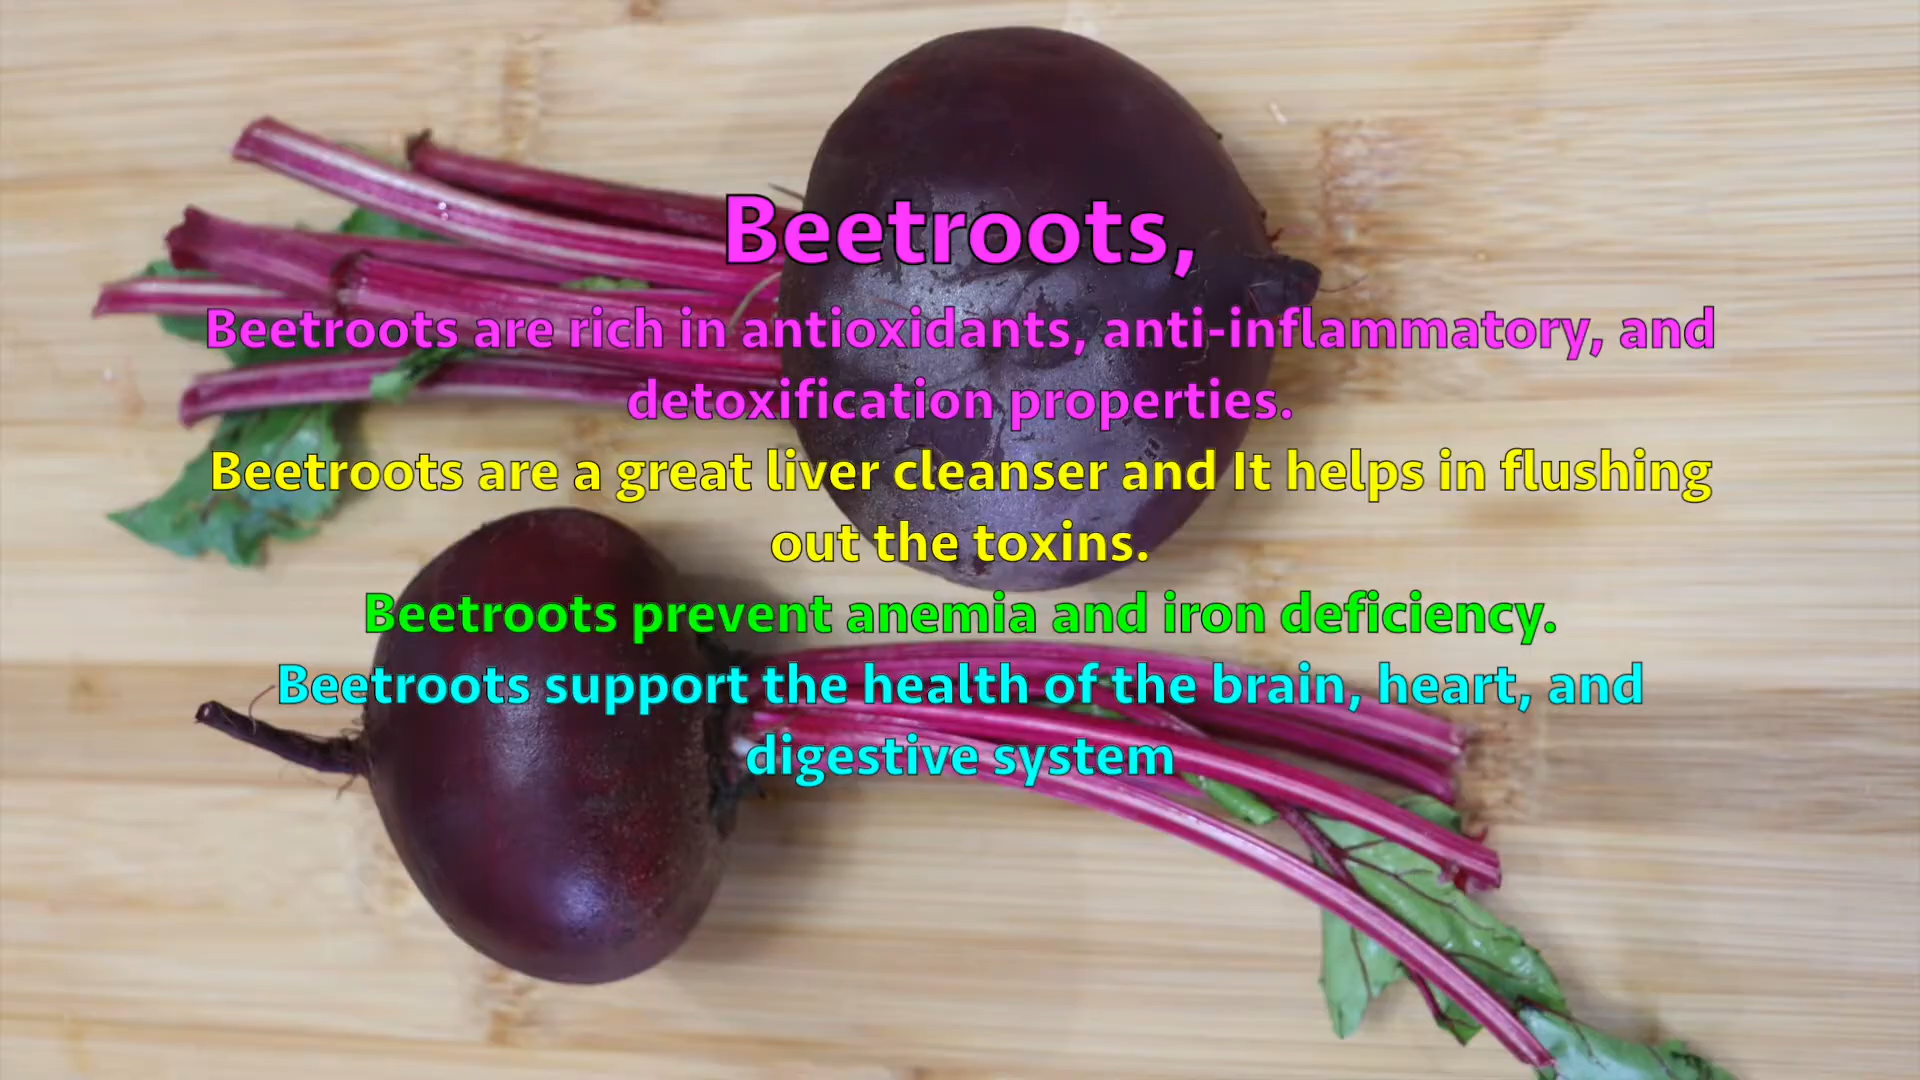 Beetroots,
Beetroots are rich in antioxidants, anti-inflammatory, and
detoxification properties.
Beetroots are a great liver cleanser and It helps in flushing
out the toxins.
Beetroots prevent anemia and iron deficiency.
Beetroots support the health of the brain, heart, and
digestive system